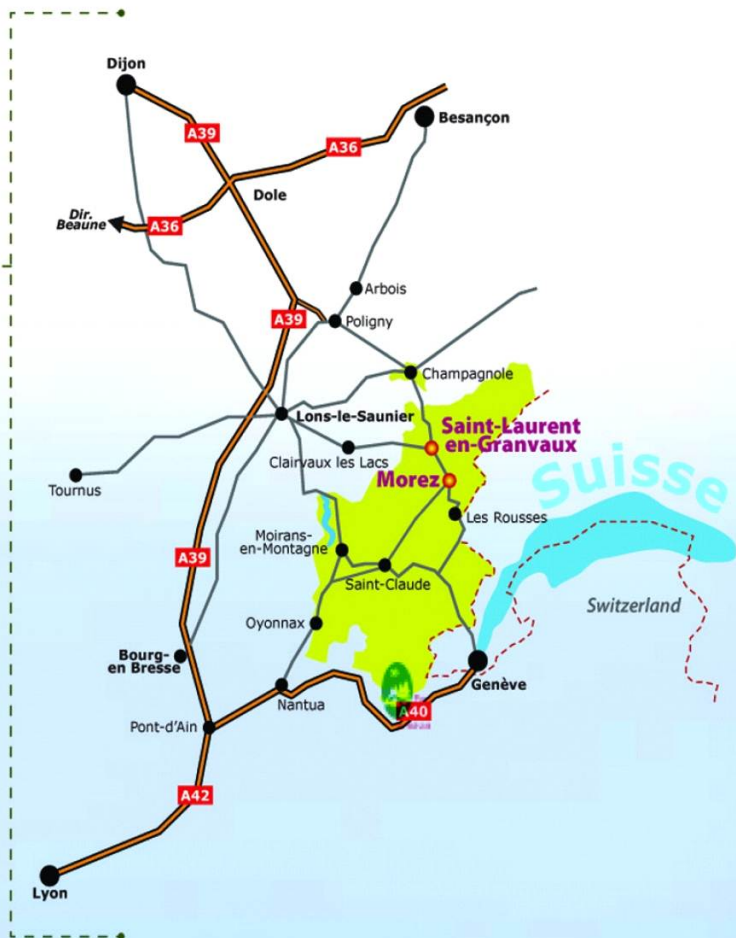 Dijon
Besançon
A39
A36
Dole
Dir.
Beaune
A36
Arbois
A39
Poligny
Champagnole
Lons-le-Saunier
Saint-Laurent
en-Granvaux
Clairvaux les Lacs
Morez
Suisse
Tournus
Les Rousses
Moirans-
en-Montagne
A39
Saint-Claude
Switzerland
Oyonnax
Bourg-
en Bresse
Genève
Nantua
A40
Pont-d'Ain
A42
Lyon